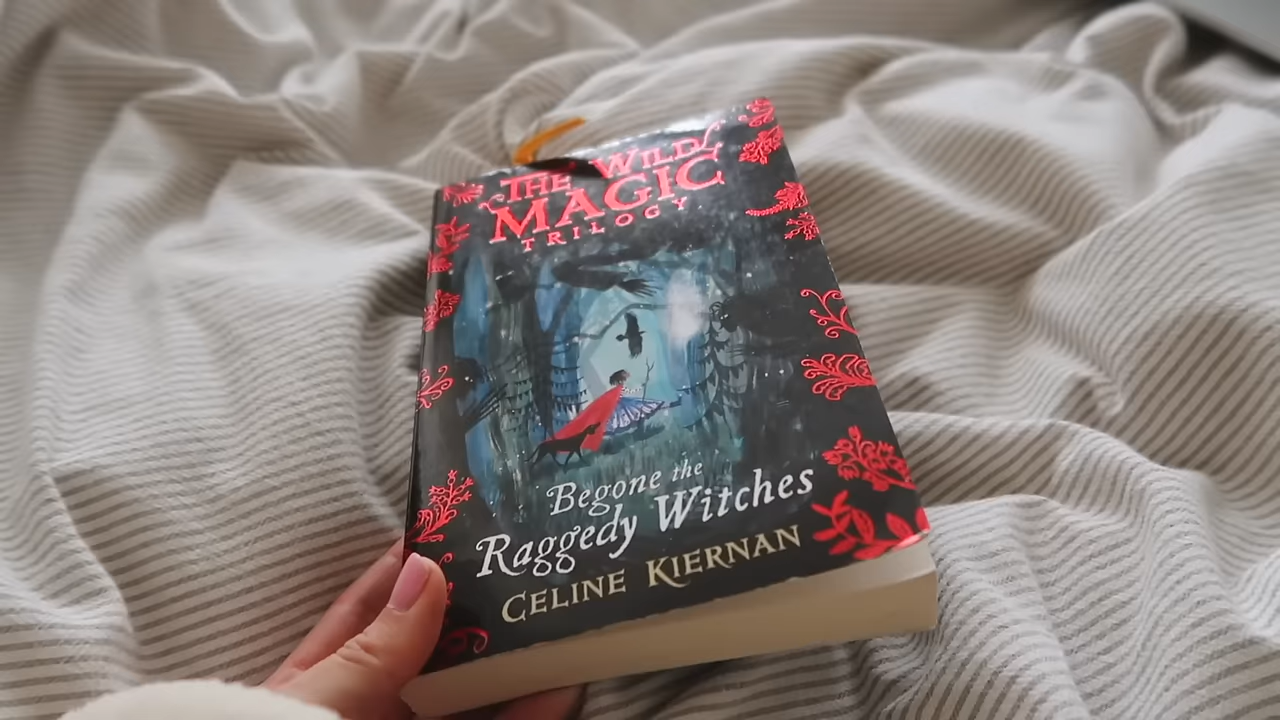 THE WILD
MAGIC
TRILOGY
Begone the
Raggedy Witches
CELINE KIERNAN